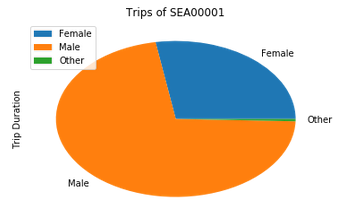 Trips of SEA00001
Female
Male
Other
Female
Other
Male
Trip Duration